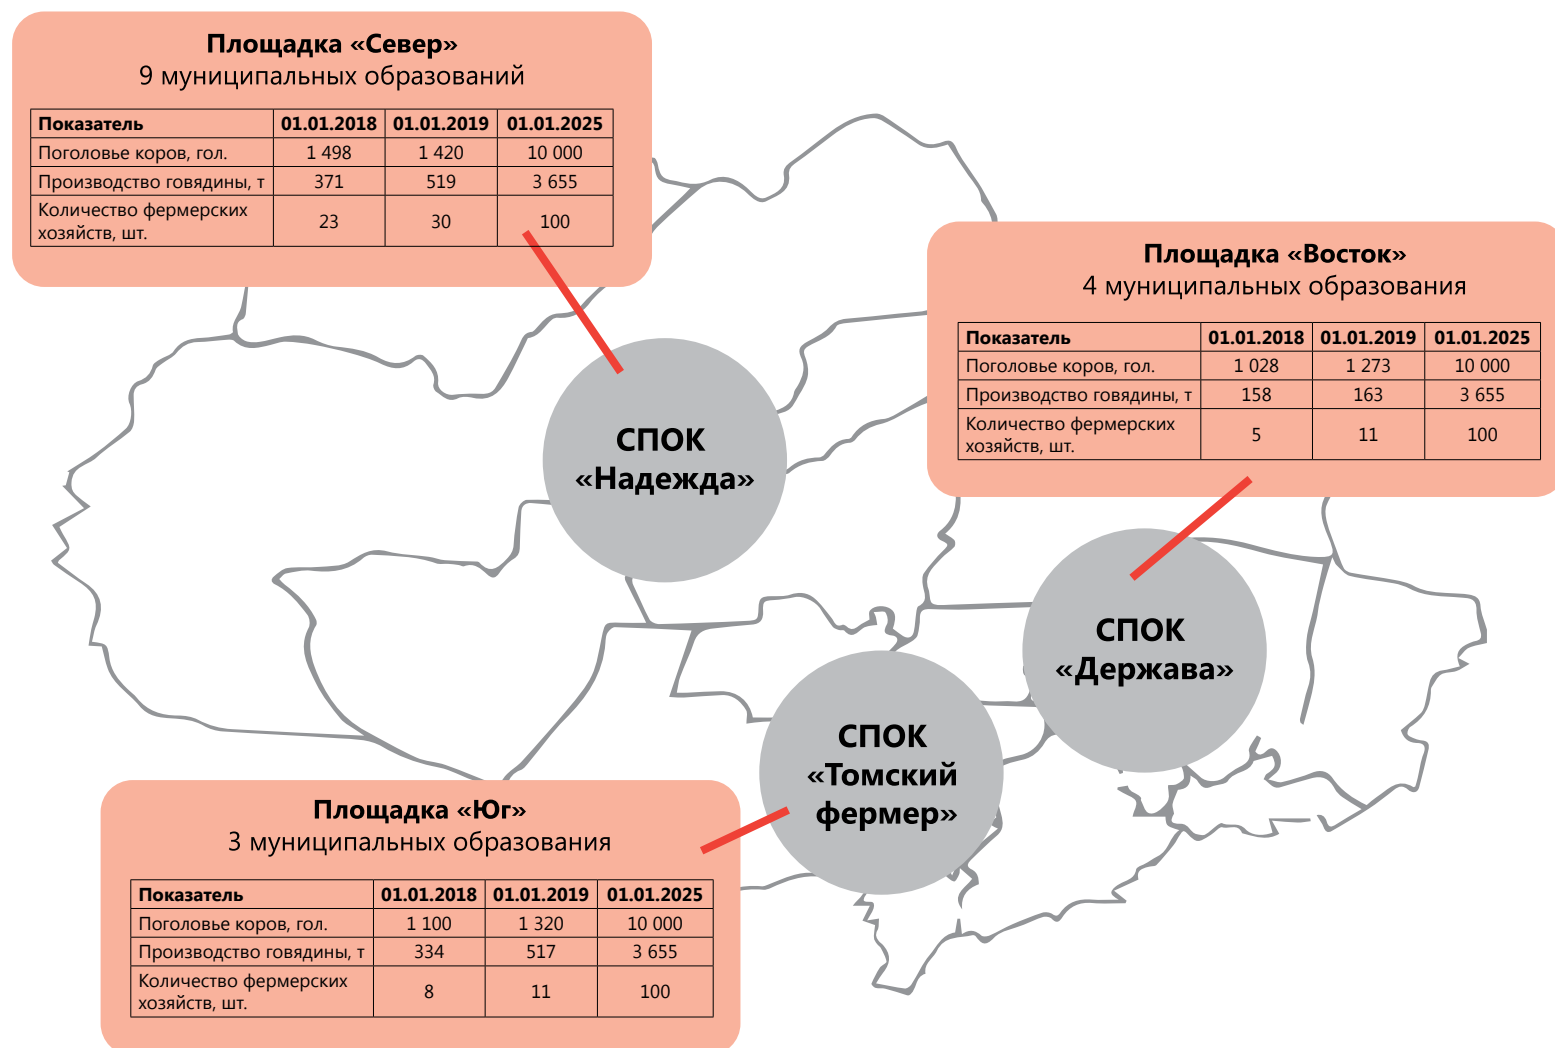 Площадка «Север»
9 муниципальных образований
Показатель 01.01.2018 01.01.2019 01.01.2025
Поголовье коров, гол. 1 498 1 420 10 000
Производство говядины, т 371 519 3 655
Количество фермерских
хозяйств, шт. 23 30 100
Площадка «Восток»
4 муниципальных образования
Показатель 01.01.2018 01.01.2019 01.01.2025
Поголовье коров, гол. 1 028 1 273 10 000
Производство говядины, т 158 163 3 655
Количество фермерских
хозяйств, шт. 5 11 100
СПОК
«Надежда»
СПОК
«Держава»
СПОК
«Томский
фермер»
Площадка «Юг»
3 муниципальных образования
Показатель 01.01.2018 01.01.2019 01.01.2025
Поголовье коров, гол. 1 100 1 320 10 000
Производство говядины, т 334 517 3 655
Количество фермерских
хозяйств, шт. 8 11 100